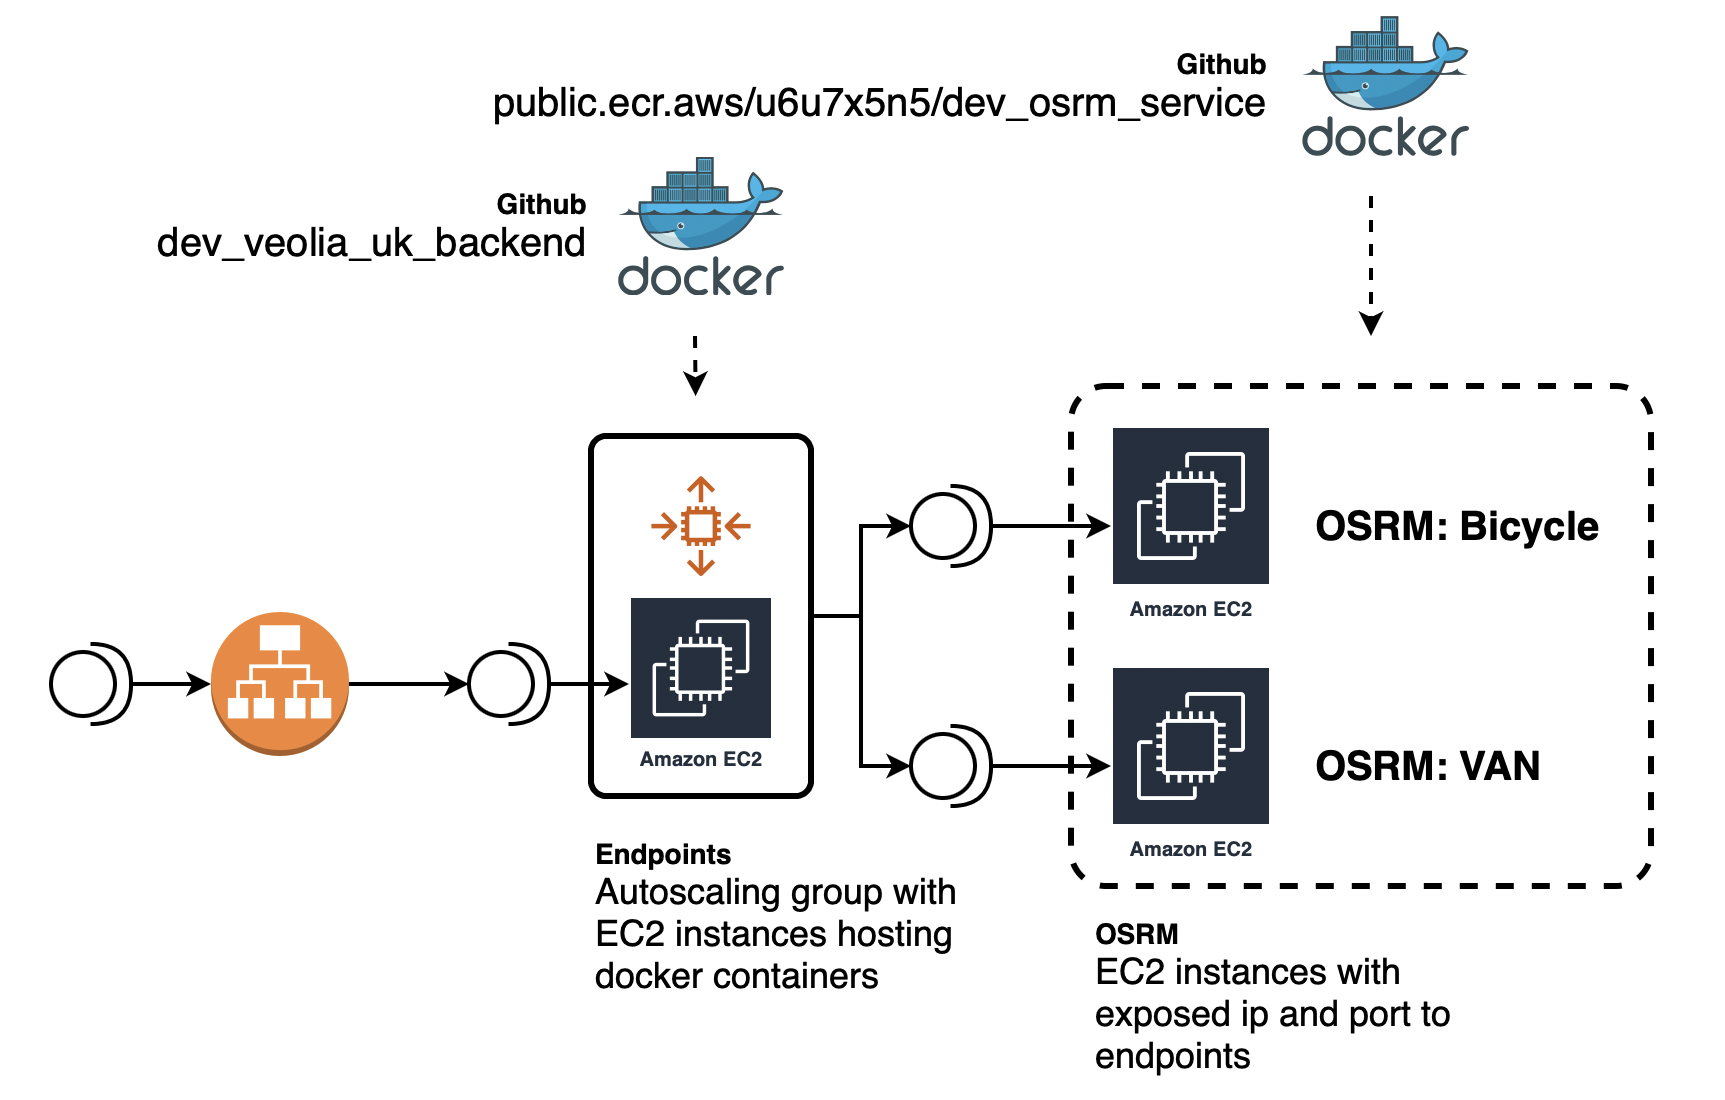 Github
public.ecr.aws/u6u7x5n5/dev_osrm_service
docker
Github
dev_veolia_uk_backend
docker
OSRM: Bicycle
Amazon EC2
OSRM: VAN
Amazon EC2
Amazon EC2
Endpoints
Autoscaling group with
EC2 instances hosting
docker containers
OSRM
EC2 instances with
exposed ip and port to
endpoints